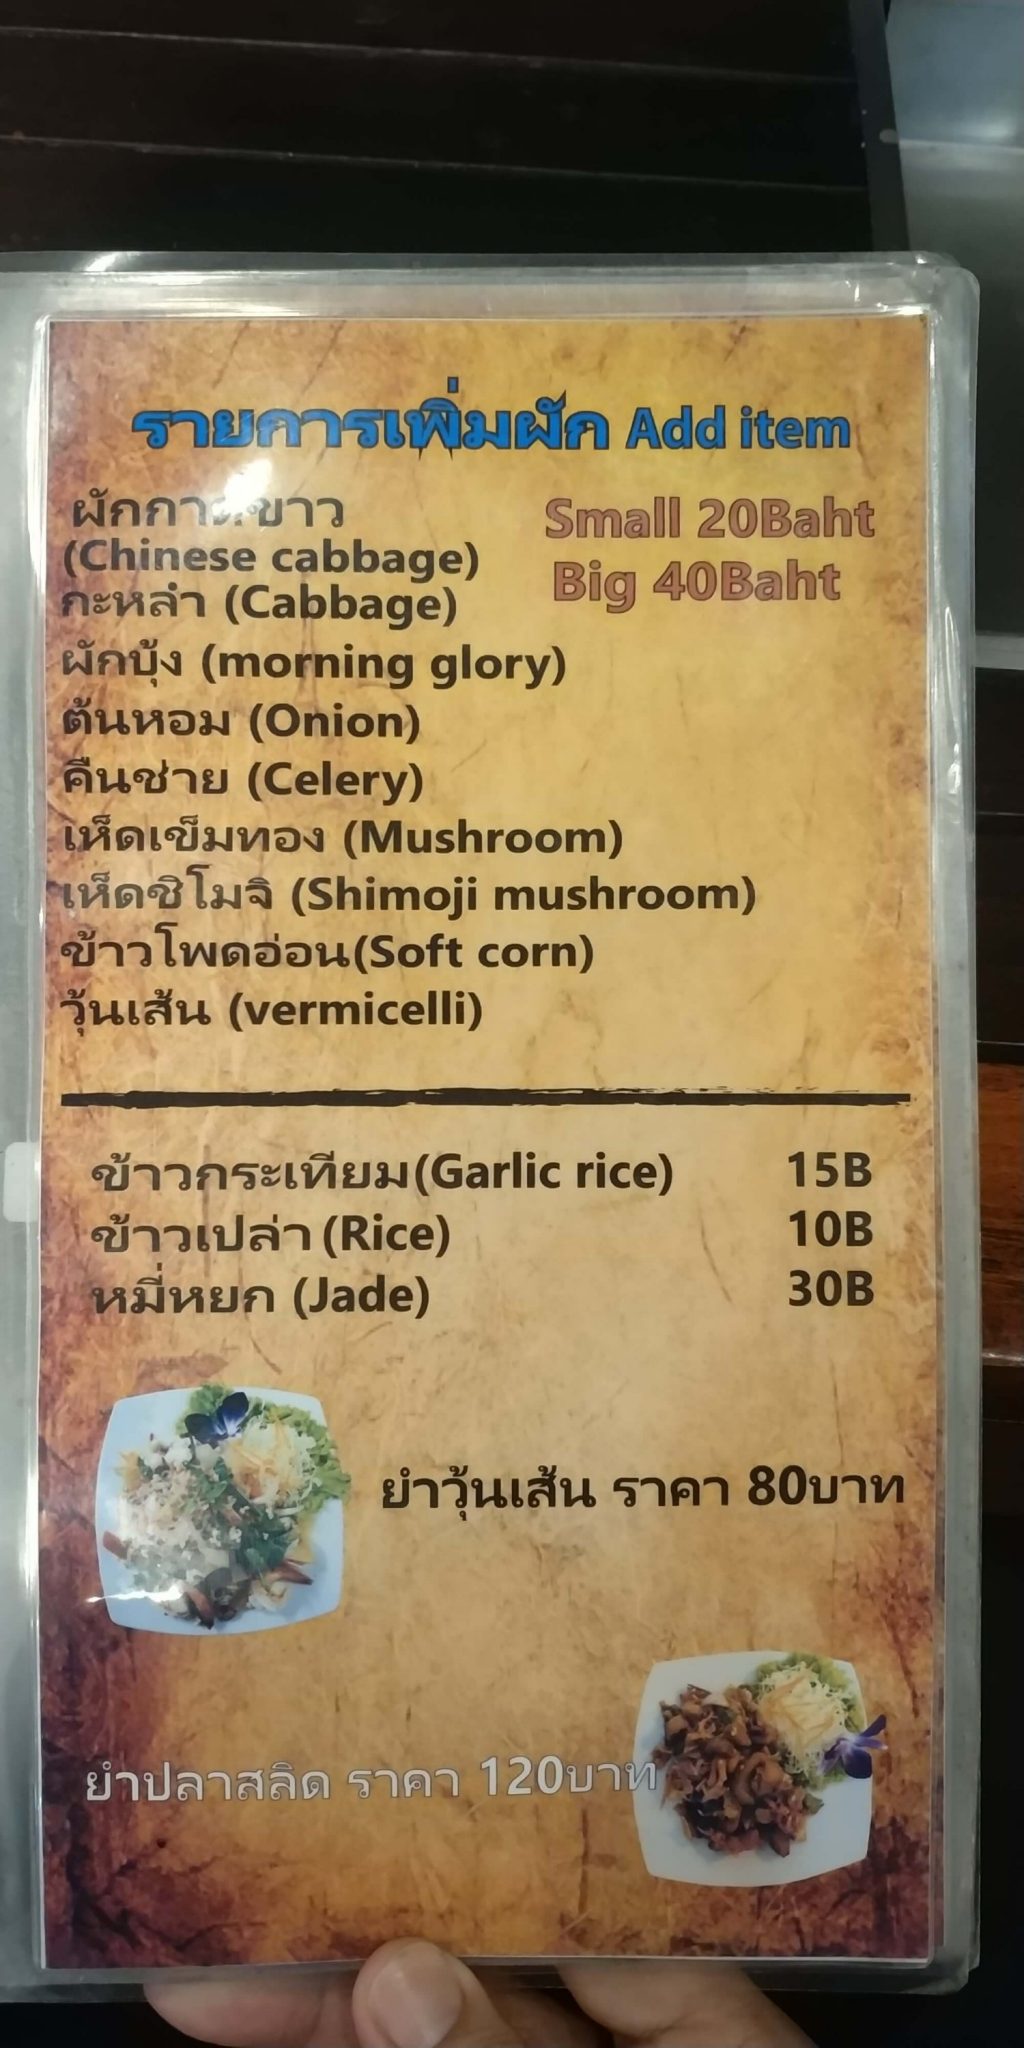 รายการเพิ่มผัก Add item
ผักกาดขาว
(Chinese cabbage)
Small 20Baht
Big 40Baht
กะหล่ำ (Cabbage)
ผักบุ้ง (morning glory)
ต้นหอม (Onion)
คืนช่าย (Celery)
เห็ดเข็มทอง (Mushroom)
เห็ดชิโมจิ (Shimoji mushroom)
ข้าวโพดอ่อน(Soft corn)
วุ้นเส้น (vermicelli)
ข้าวกระเทียม(Garlic rice) 15B
ข้าวเปล่า (Rice) 10B
หมี่หยก (Jade) 30B
ยำวุ้นเส้น ราคา 80บาท
ยำปลาสลิด ราคา 120บาท